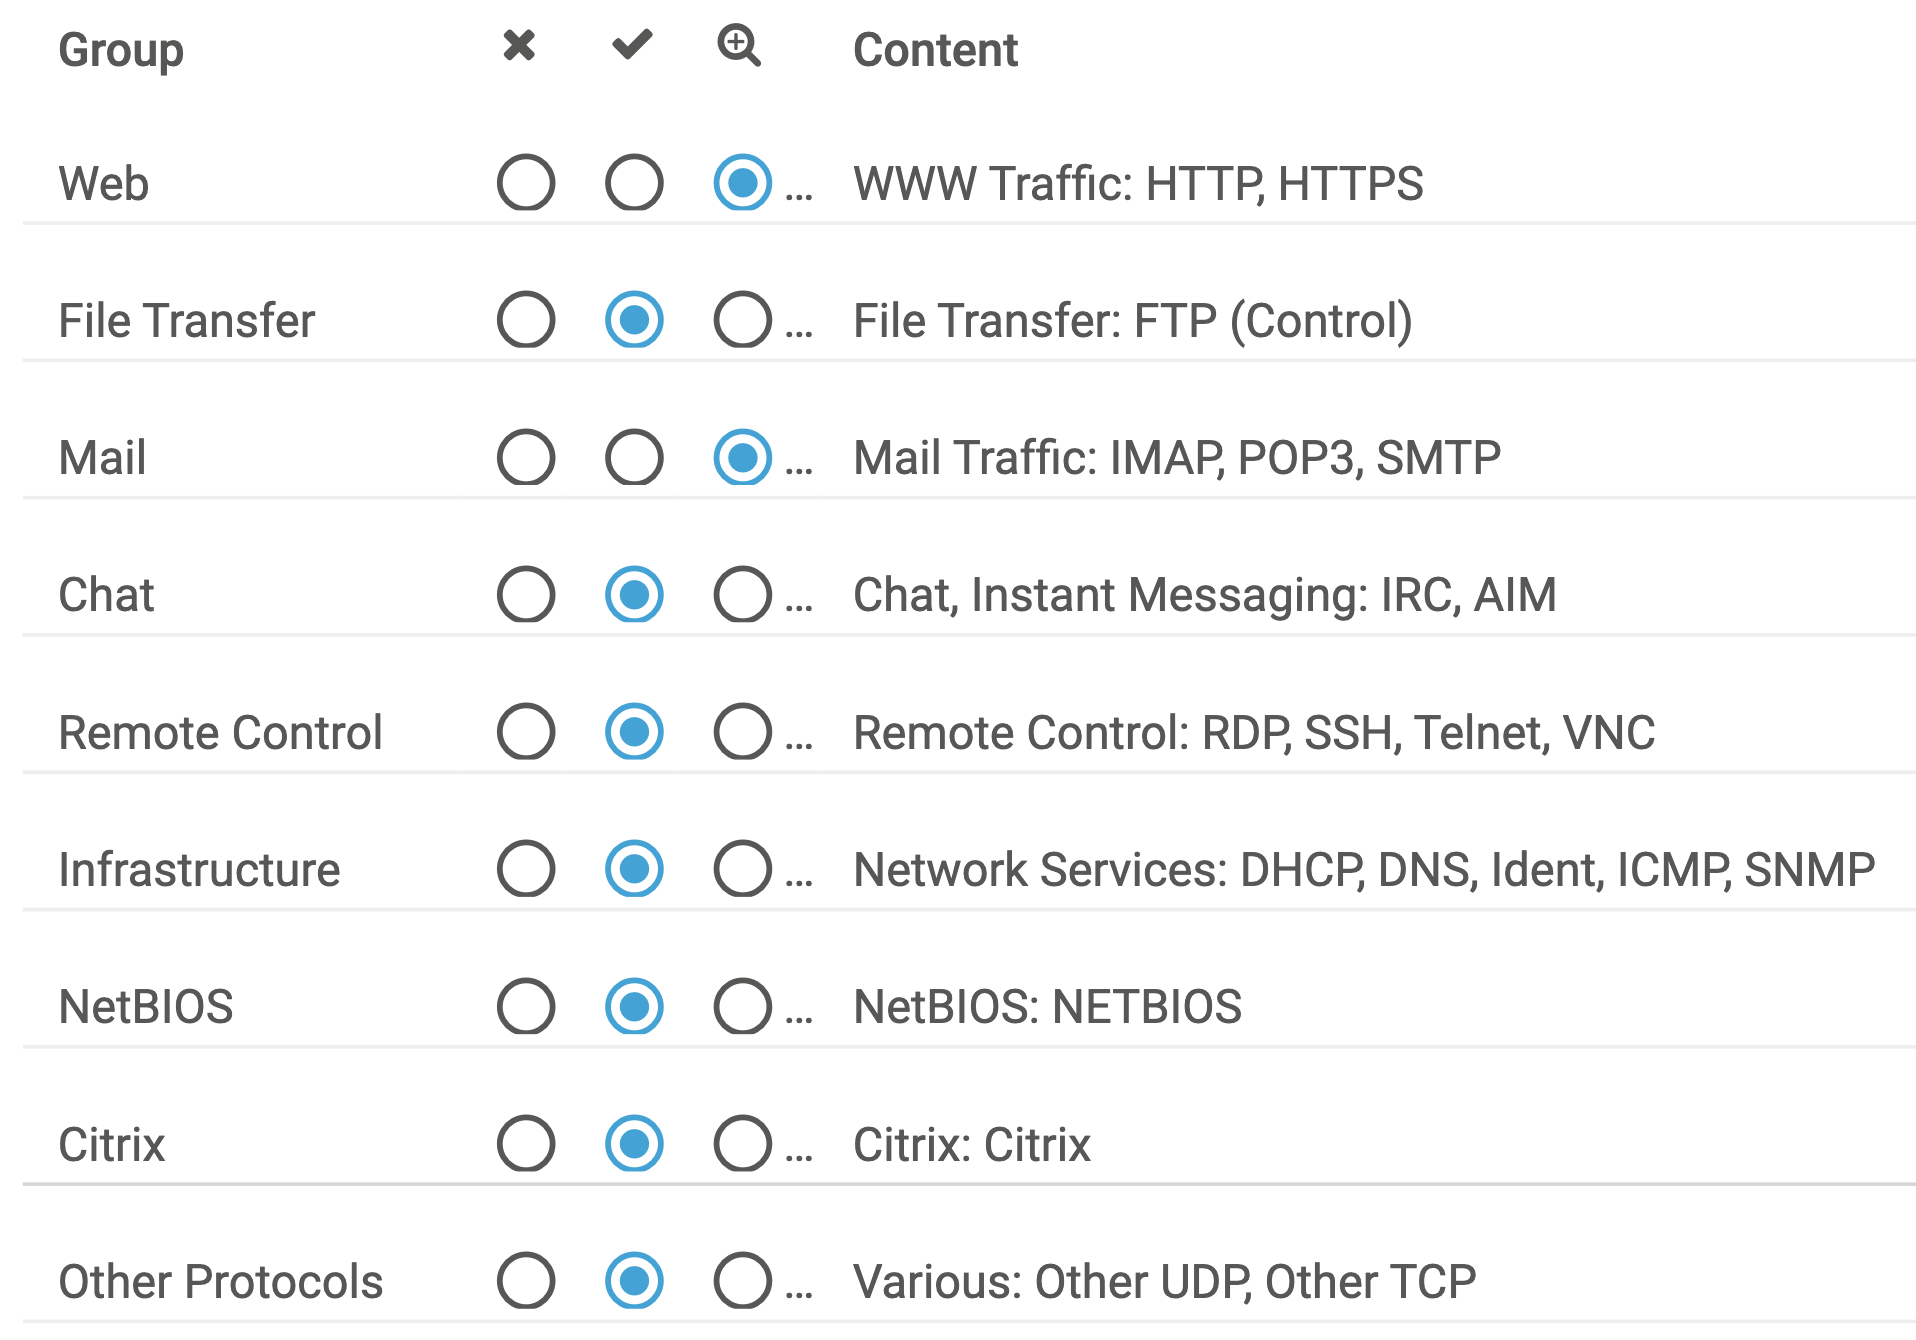 Group Content
Web ... WWW Traffic: HTTP, HTTPS
File Transfer ... File Transfer: FTP (Control)
Mail ... Mail Traffic: IMAP, POP3, SMTP
Chat ... Chat, Instant Messaging: IRC, AIM
Remote Control ... Remote Control: RDP, SSH, Telnet, VNC
Infrastructure ... Network Services: DHCP, DNS, Ident, ICMP, SNMP
NetBIOS ... NetBIOS: NETBIOS
Citrix ... Citrix: Citrix
Other Protocols ... Various: Other UDP, Other TCP